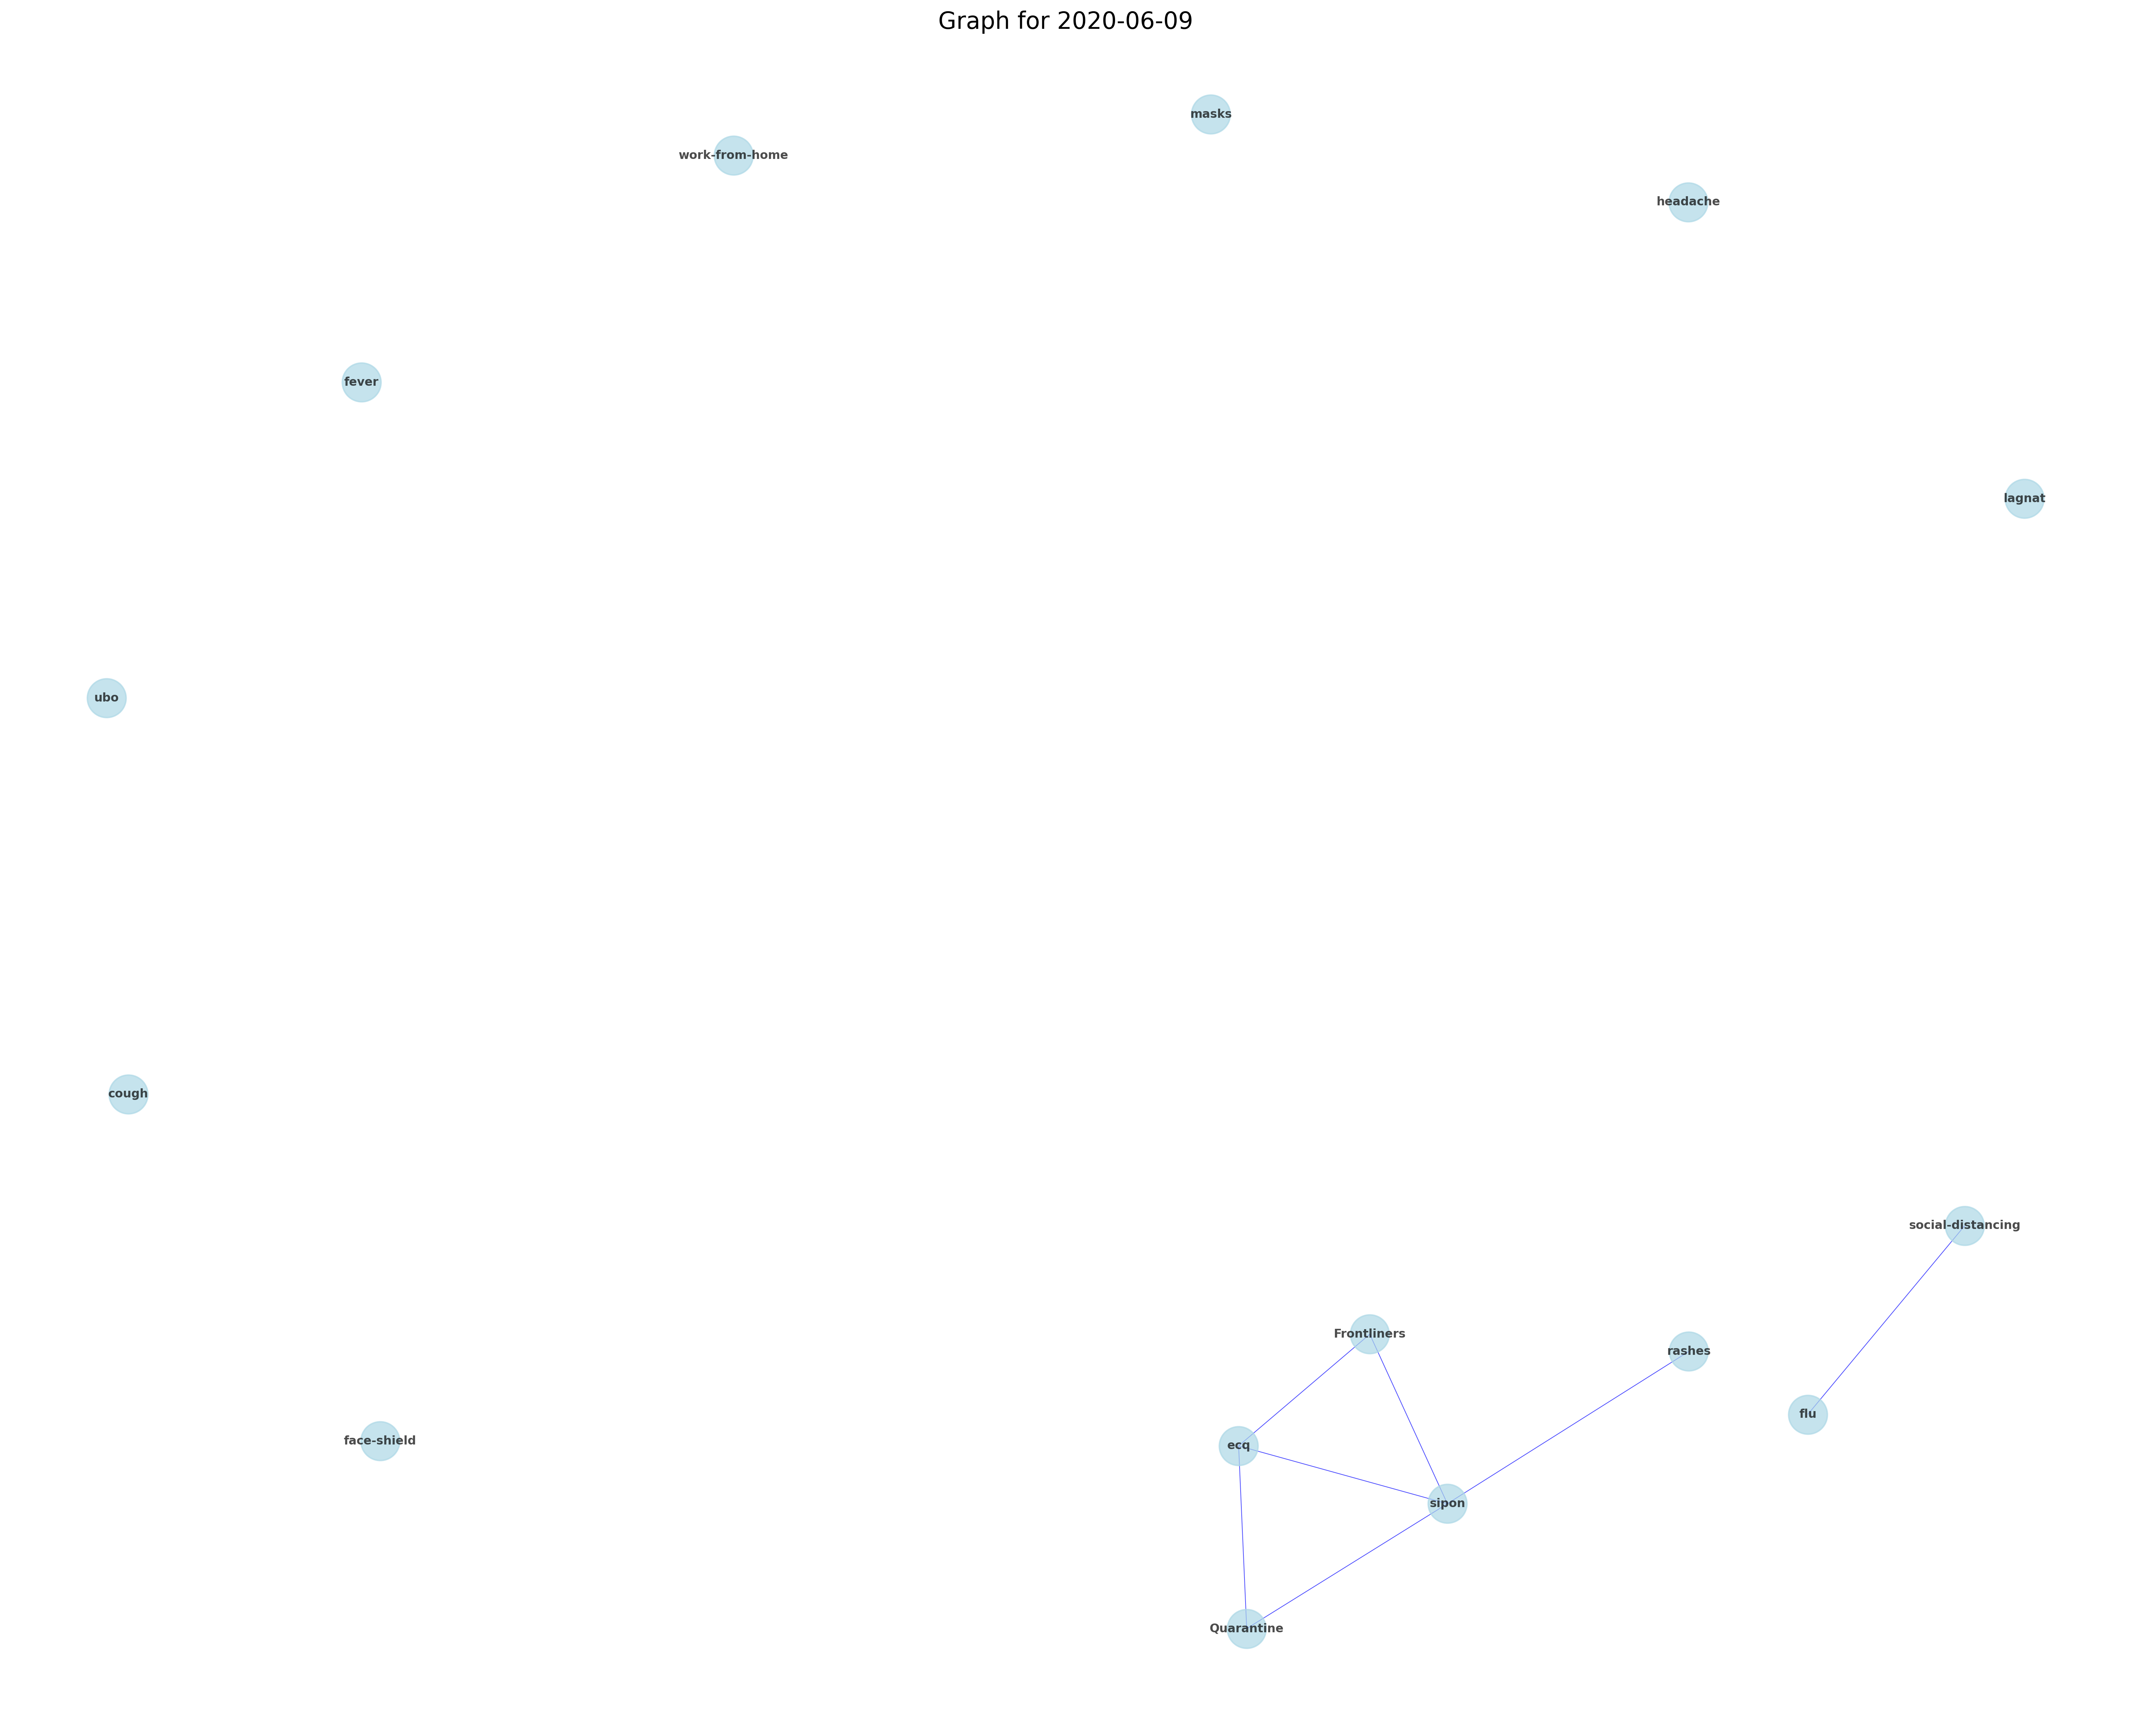 Graph for 2020-06-09
masks
work-from-home
headache
fever
lagnat
ubo
cough
social-distancing
Frontliners
rashes
flu
face-shield
ecq
sipon
Quarantine